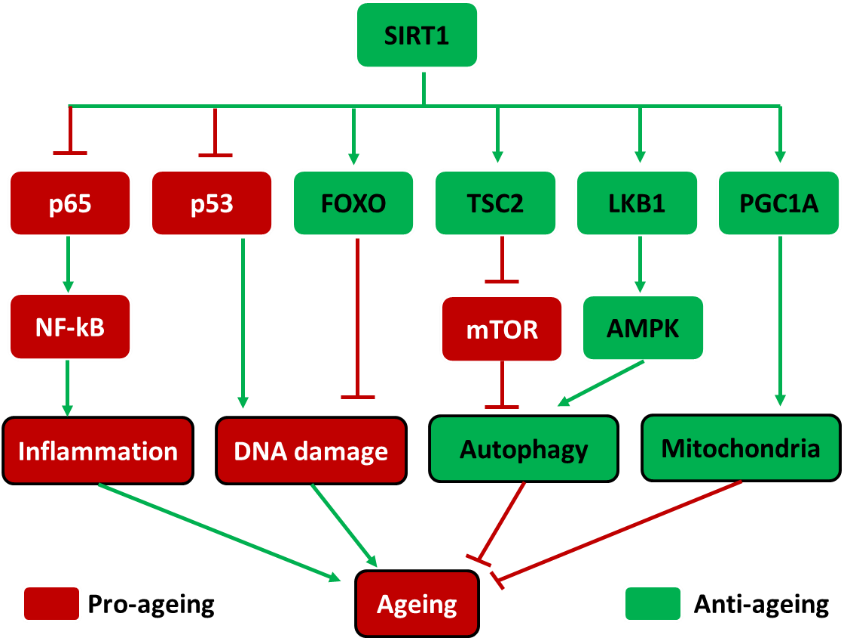 SIRT1
p65
p53
FOXO
TSC2
LKB1
PGC1A
NF-kB
mTOR
AMPK
Inflammation
DNA damage
Autophagy
Mitochondria
Pro-ageing
Ageing
Anti-ageing